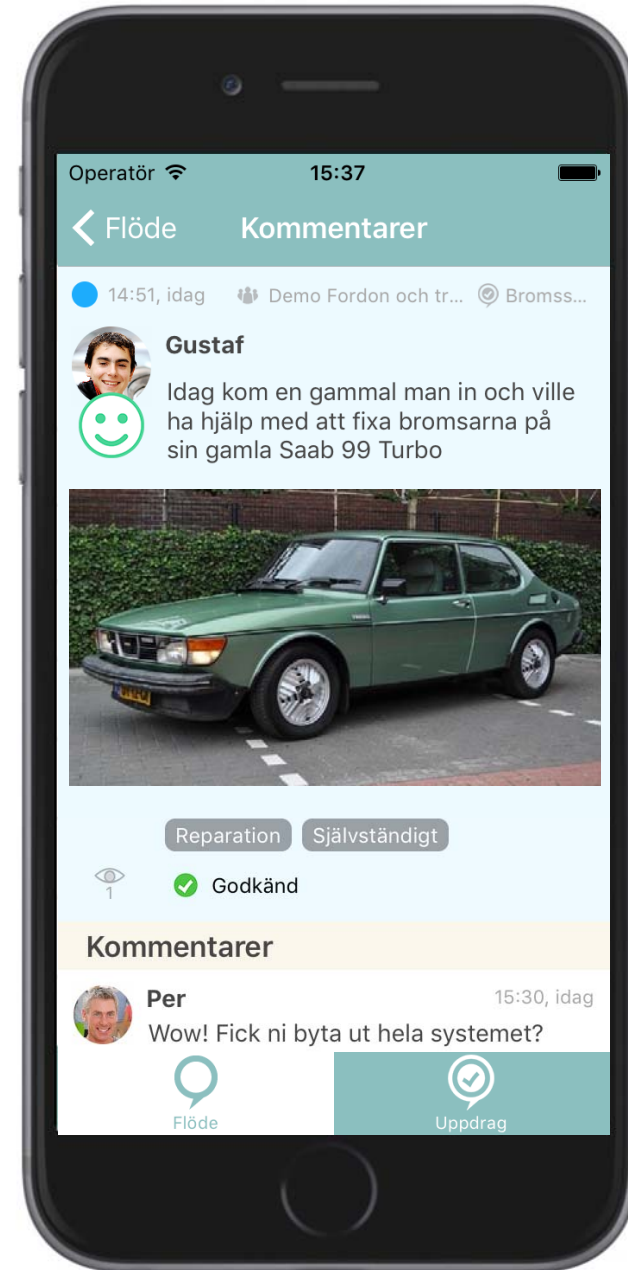 Operatör 15:37
Flöde Kommentarer
14:51, idag Demo Fordon och tr... Bromss...
Gustaf
Idag kom en gammal man in och ville
ha hjälp med att fixa bromsarna på
sin gamla Saab 99 Turbo
Reparation Självständigt
1
Godkänd
Kommentarer
Per 15:30, idag
Wow! Fick ni byta ut hela systemet?
Flöde Uppdrag